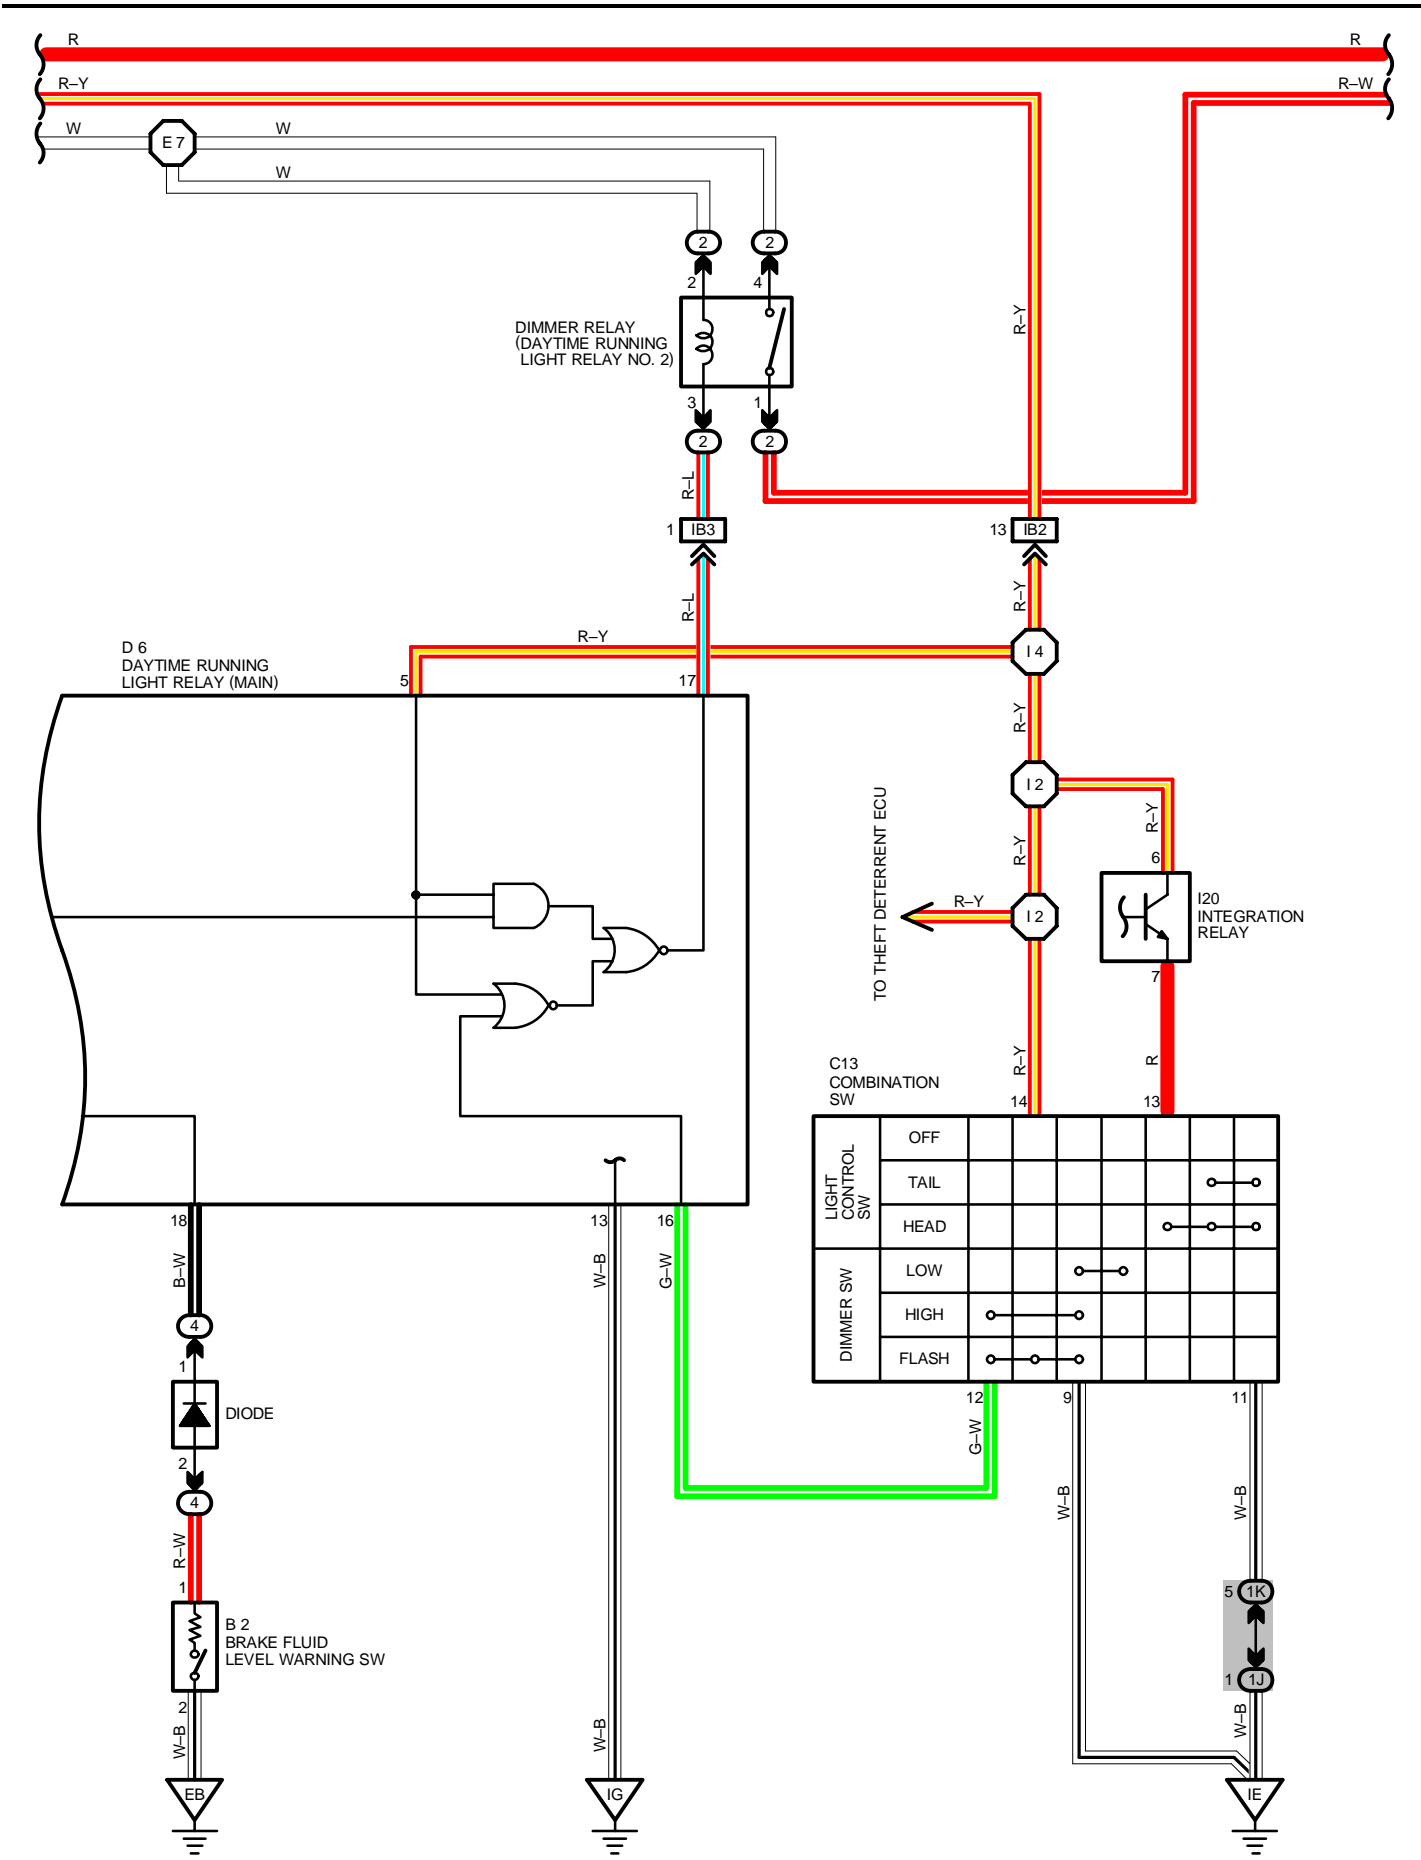 R
R
R–Y
R–W
W
E 7
W
W
2
2
2
4
R–Y
DIMMER RELAY
(DAYTIME RUNNING
LIGHT RELAY NO. 2)
3
1
2
2
R–L
1
IB3
13
IB2
R–L
R–Y
D 6
DAYTIME RUNNING
LIGHT RELAY (MAIN)
R–Y
I 4
5
17
R–Y
I 2
R–Y
R–Y
6
TO THEFT DETERRENT ECU
R–Y
I 2
I20
INTEGRATION
RELAY
7
R–Y
R
C13
COMBINATION
SW
14
13
LIGHT
CONTROL
SW
OFF
TAIL
HEAD
DIMMER SW
LOW
HIGH
FLASH
18
13
16
B–W
W–B
G–W
4
1
DIODE
2
4
12
9
11
G–W
W–B
W–B
R–W
1
B 2
BRAKE FLUID
LEVEL WARNING SW
2
5
1K
1
1J
W–B
W–B
W–B
EB
IG
IE